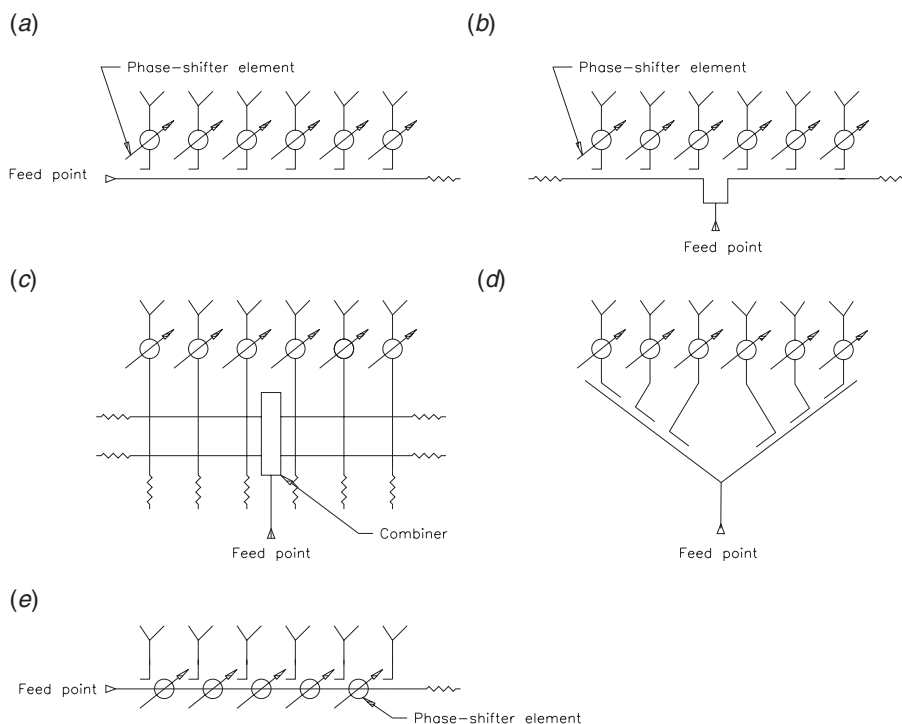 (a)
Phase-shifter element
Feed point
(b)
Phase-shifter element
Feed point
(c)
Combiner
Feed point
(d)
Feed point
(e)
Feed point
Phase-shifter element